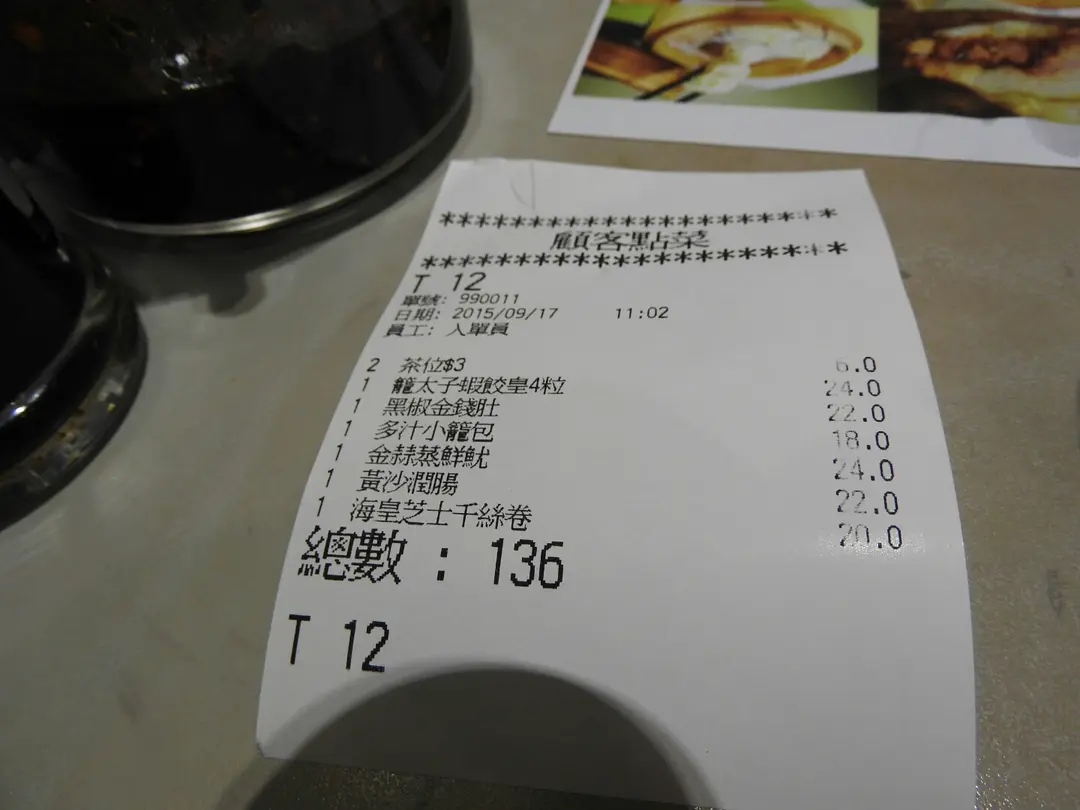 ********************
顧客點菜
********************
T 12
單號: 990011
日期: 2015/09/17 11:02
員工: 入單員
2 茶位$3 6.0
1 籠太子蝦餃皇4粒 24.0
1 黑椒金錢肚 22.0
1 多汁小籠包 18.0
1 金蒜蒸鮮魷 24.0
1 黃沙潤腸 22.0
1 海皇芝士千絲卷 20.0
總數 : 136
T 12